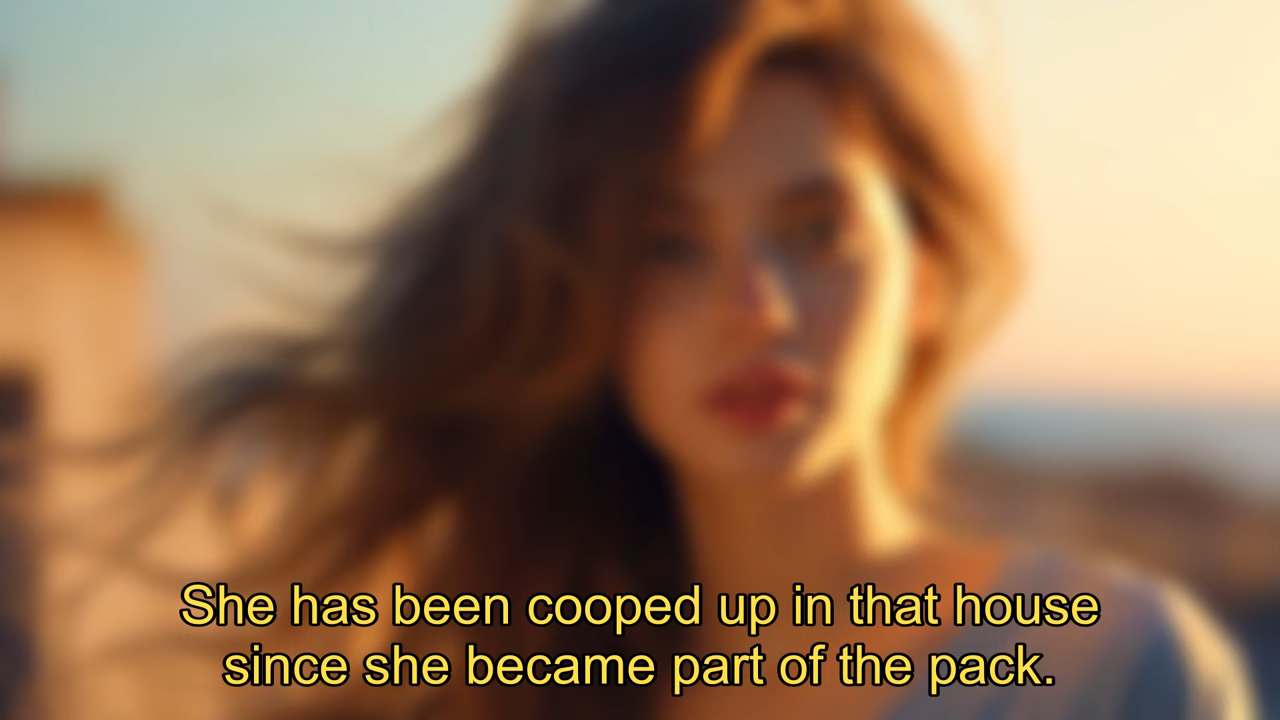 She has been cooped up in that house
since she became part of the pack.